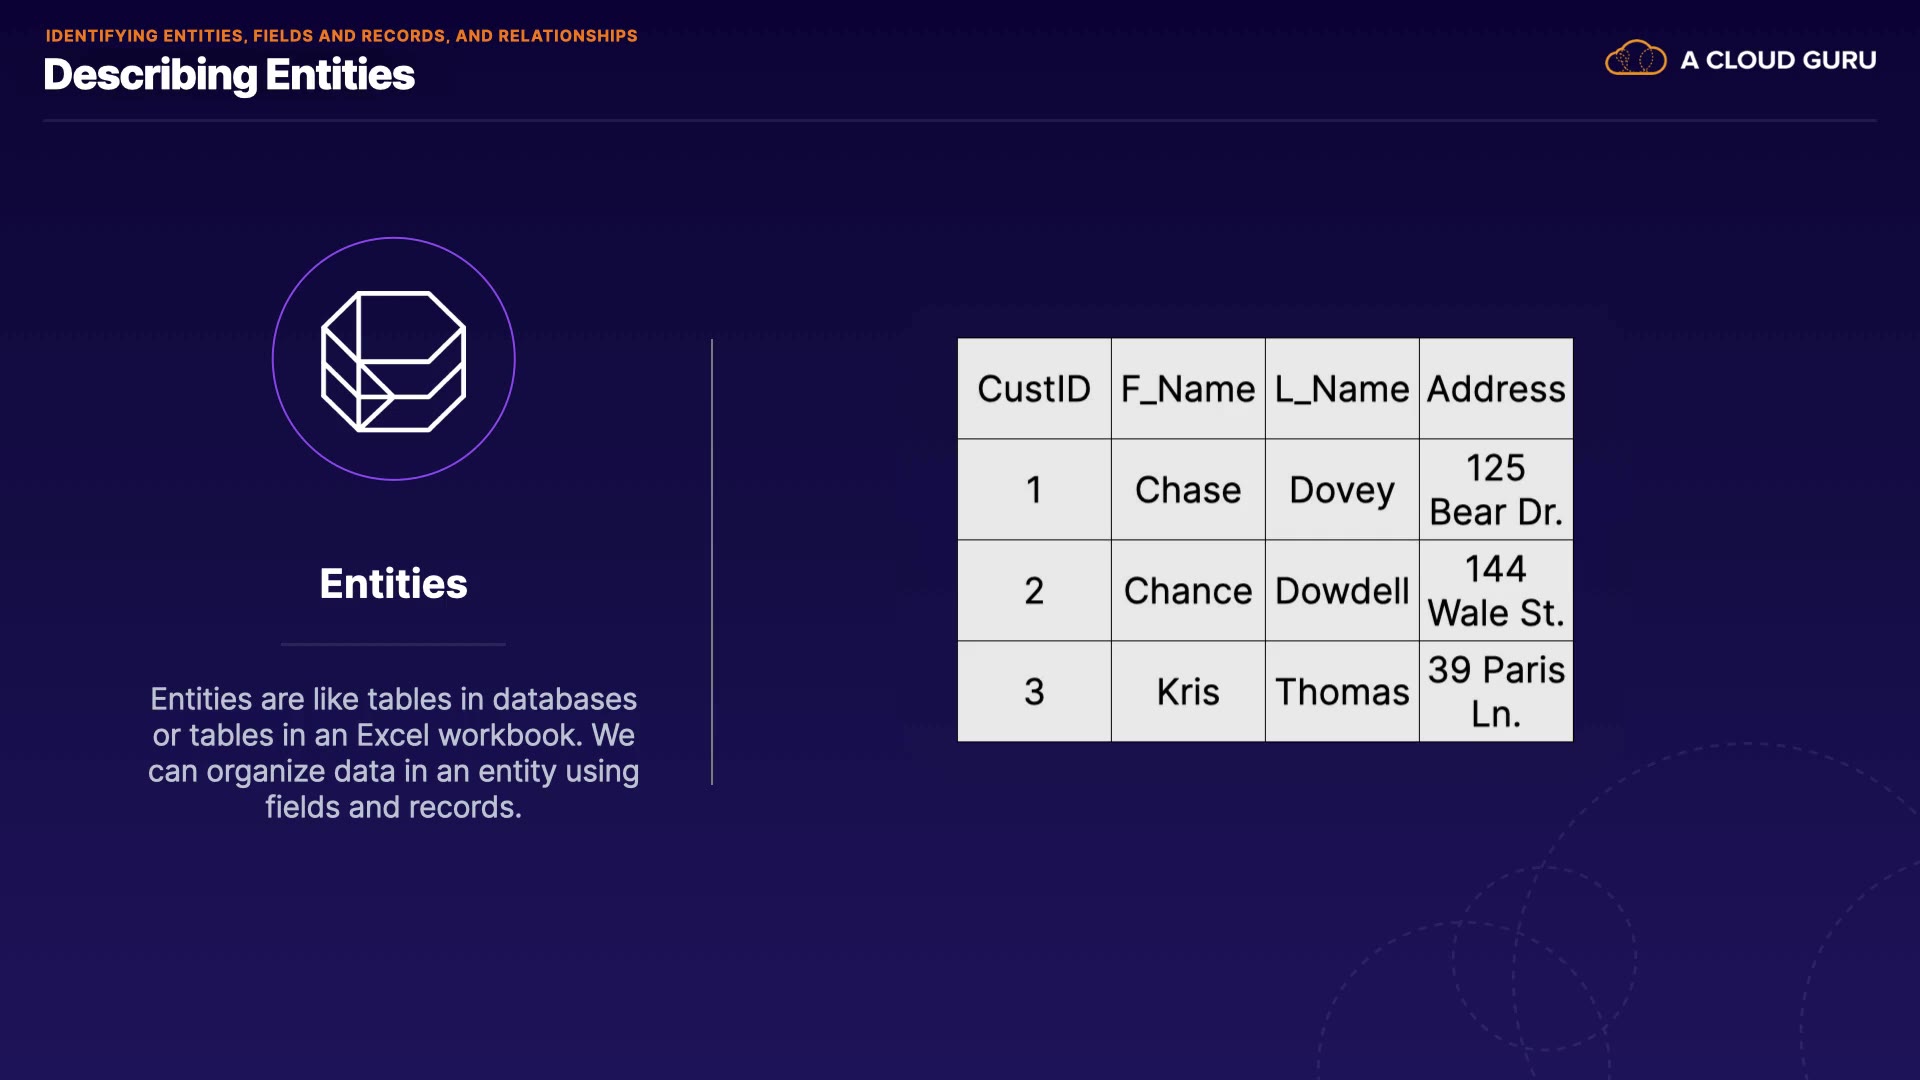 IDENTIFYING ENTITIES, FIELDS AND RECORDS, AND RELATIONSHIPS
Describing Entities
A CLOUD GURU
Entities
Entities are like tables in databases
or tables in an Excel workbook. We
can organize data in an entity using
fields and records.
CustID F_Name L_Name Address
1 Chase Dovey 125 Bear Dr.
2 Chance Dowdell 144 Wale St.
3 Kris Thomas 39 Paris Ln.